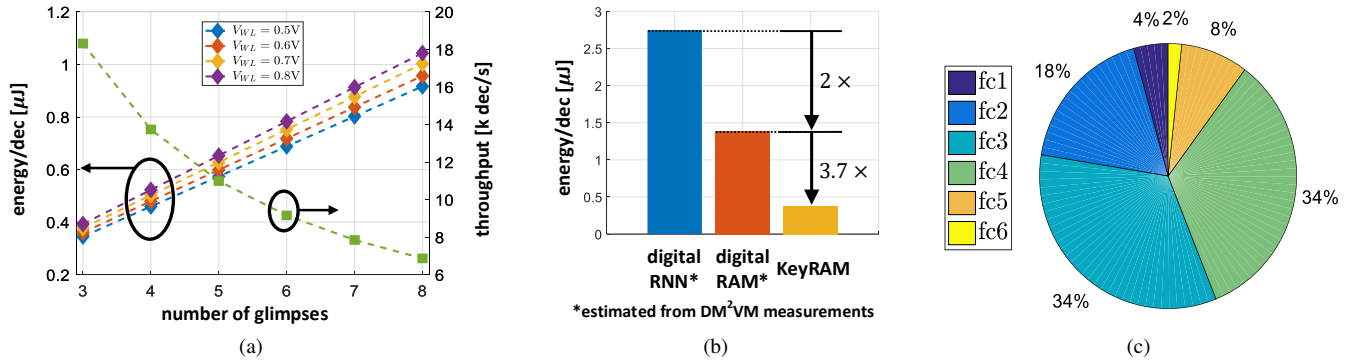 1.2
1
0.8
0.6
0.4
0.2
energy/dec [µJ]
V_WL = 0.5V
V_WL = 0.6V
V_WL = 0.7V
V_WL = 0.8V
20
18
16
14
12
10
8
6
throughput [k dec/s]
3 4 5 6 7 8
number of glimpses
(a)
3
2.5
2
1.5
1
0.5
0
energy/dec [µJ]
2 ×
3.7 ×
digital RNN*
digital RAM*
KeyRAM
*estimated from DM²VM measurements
(b)
fc1
fc2
fc3
fc4
fc5
fc6
4%
2%
8%
18%
34%
34%
(c)